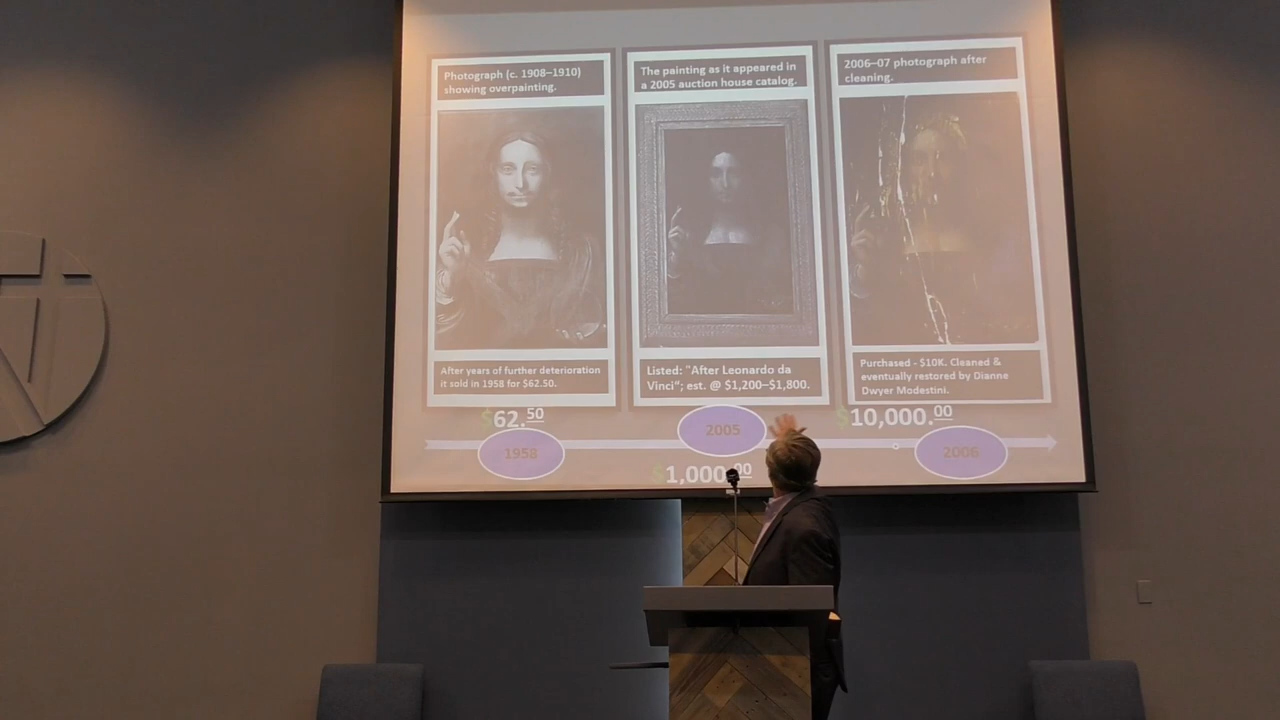 Photograph (c. 1908–1910)
showing overpainting.
The painting as it appeared in
a 2005 auction house catalog.
2006–07 photograph after
cleaning.
After years of further deterioration
it sold in 1958 for $62.50.
Listed: "After Leonardo da
Vinci"; est. @ $1,200–$1,800.
Purchased - $10K. Cleaned &
eventually restored by Dianne
Dwyer Modestini.
$62.50
$10,000.00
1958
2005
2006
$1,000.00